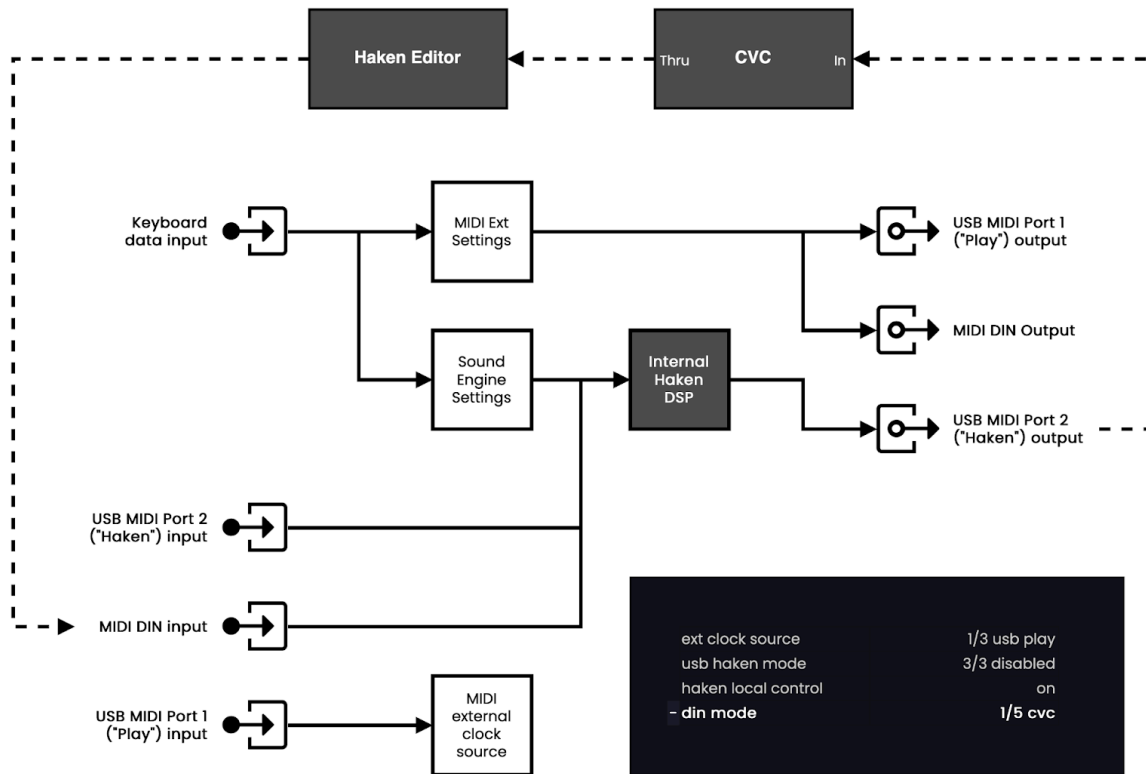 Haken Editor
Thru
CVC
In
Keyboard
data input
MIDI Ext
Settings
USB MIDI Port 1
("Play") output
MIDI DIN Output
Sound
Engine
Settings
Internal
Haken
DSP
USB MIDI Port 2
("Haken") output
USB MIDI Port 2
("Haken") input
MIDI DIN input
USB MIDI Port 1
("Play") input
MIDI
external
clock
source
ext clock source 1/3 usb play
usb haken mode 3/3 disabled
haken local control on
- din mode 1/5 cvc